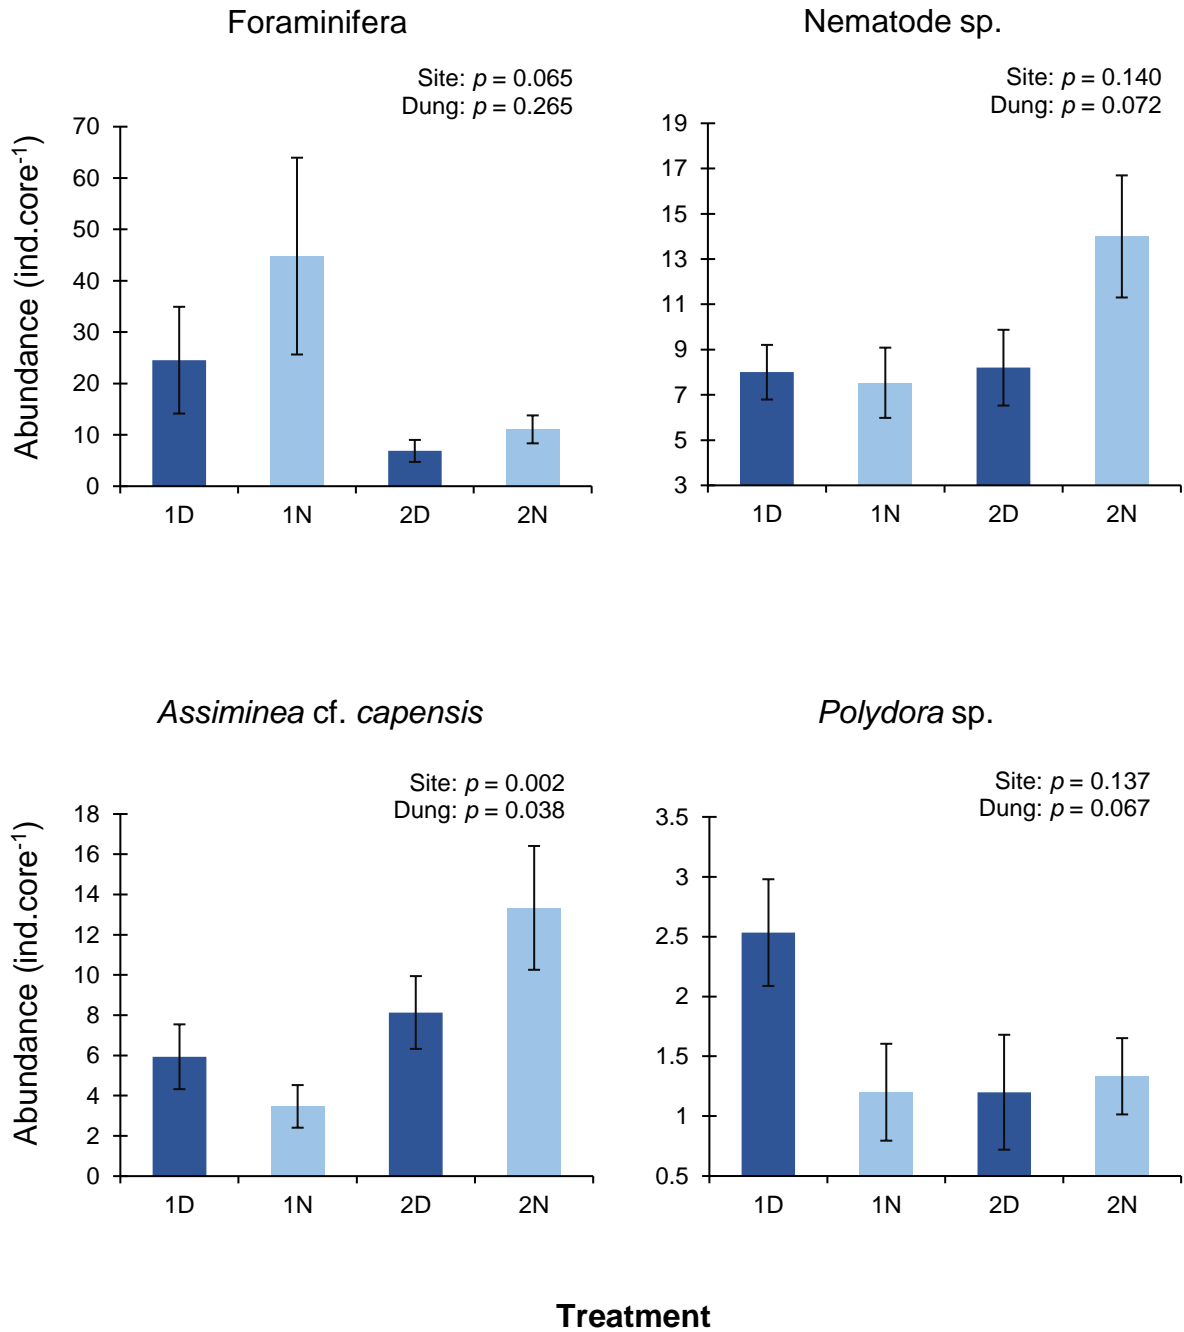 Foraminifera
Site: p = 0.065
Dung: p = 0.265
Abundance (ind.core-1)
70
60
50
40
30
20
10
0
1D 1N 2D 2N
Nematode sp.
Site: p = 0.140
Dung: p = 0.072
19
17
15
13
11
9
7
5
3
1D 1N 2D 2N
Assiminea cf. capensis
Site: p = 0.002
Dung: p = 0.038
Abundance (ind.core-1)
18
16
14
12
10
8
6
4
2
0
1D 1N 2D 2N
Polydora sp.
Site: p = 0.137
Dung: p = 0.067
3.5
3
2.5
2
1.5
1
0.5
1D 1N 2D 2N
Treatment